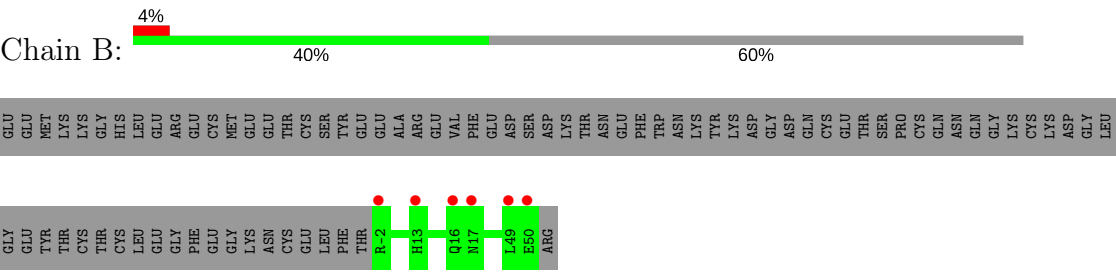 4%
Chain B:
40% 60%
GLU GLU MET LYS LYS GLY HIS LEU GLU ARG GLU CYS MET GLU GLU THR CYS SER TYR GLU GLU ALA ARG GLU VAL PHE GLU ASP SER ASP LYS THR ASN GLU PHE TRP ASN LYS TYR LYS ASP GLY ASP GLN CYS GLU THR SER PRO CYS GLN ASN GLN GLY LYS CYS LYS ASP GLY LEU
GLY GLU TYR THR CYS THR CYS LEU GLU GLY PHE GLU GLY LYS ASN CYS GLU LEU PHE THR R-2 H13 Q16 N17 L49 E50 ARG